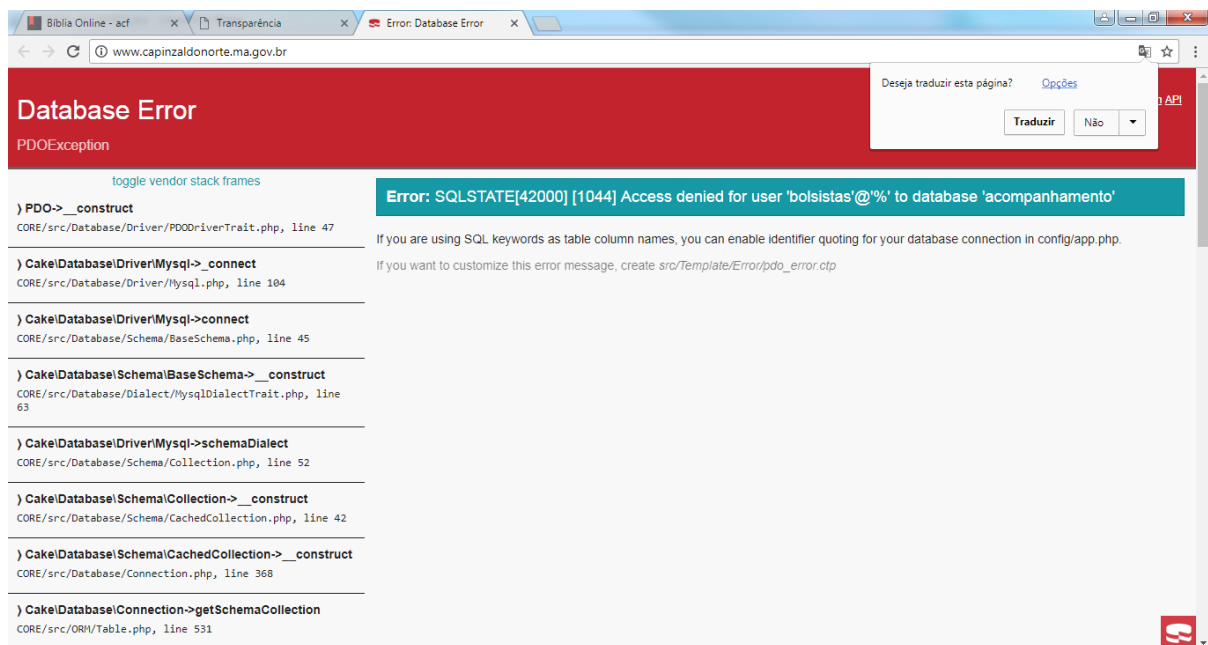 Bíblia Online - acf
Transparência
Error: Database Error
www.capinzaldonorte.ma.gov.br
Deseja traduzir esta página? Opções
Traduzir Não
API
Database Error
PDOException
toggle vendor stack frames
⟩ PDO->__construct
CORE/src/Database/Driver/PDODriverTrait.php, line 47
⟩ Cake\Database\Driver\Mysql->_connect
CORE/src/Database/Driver/Mysql.php, line 104
⟩ Cake\Database\Driver\Mysql->connect
CORE/src/Database/Schema/BaseSchema.php, line 45
⟩ Cake\Database\Schema\BaseSchema->__construct
CORE/src/Database/Dialect/MysqlDialectTrait.php, line
63
⟩ Cake\Database\Driver\Mysql->schemaDialect
CORE/src/Database/Schema/Collection.php, line 52
⟩ Cake\Database\Schema\Collection->__construct
CORE/src/Database/Schema/CachedCollection.php, line 42
⟩ Cake\Database\Schema\CachedCollection->__construct
CORE/src/Database/Connection.php, line 368
⟩ Cake\Database\Connection->getSchemaCollection
CORE/src/ORM/Table.php, line 531
Error: SQLSTATE[42000] [1044] Access denied for user 'bolsistas'@'%' to database 'acompanhamento'
If you are using SQL keywords as table column names, you can enable identifier quoting for your database connection in config/app.php.
If you want to customize this error message, create src/Template/Error/pdo_error.ctp